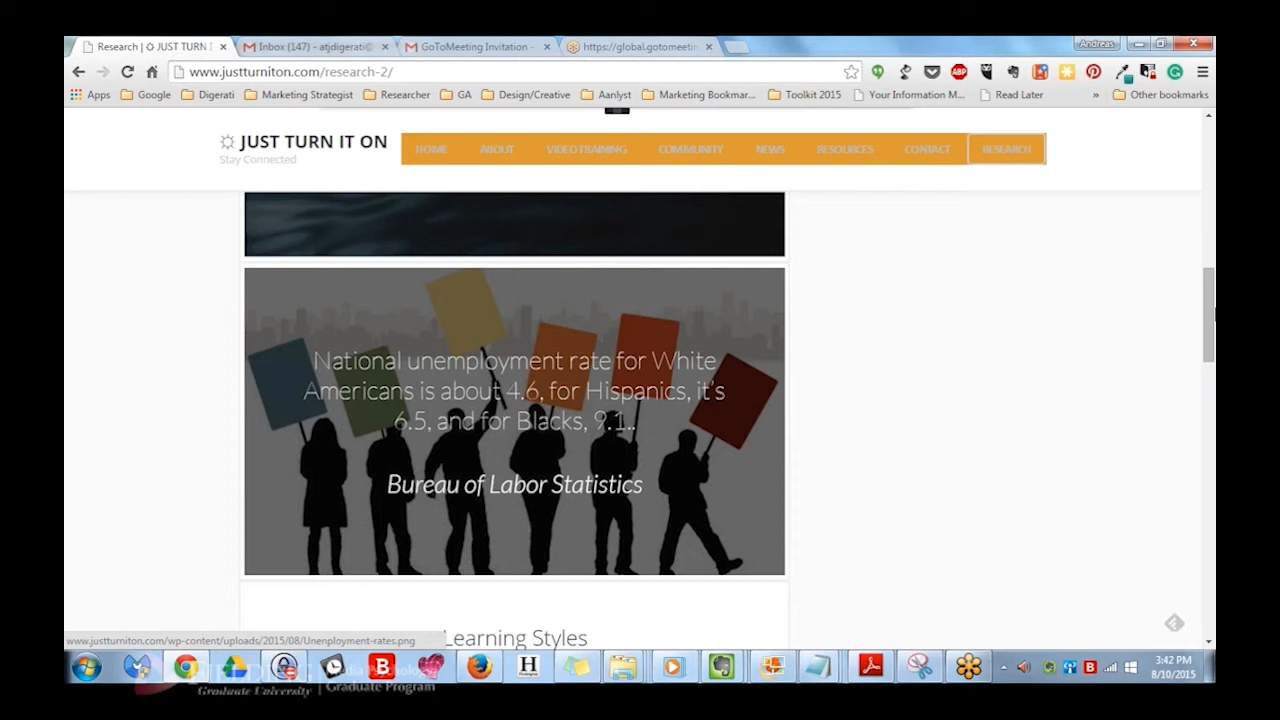 Research | ☼ JUST TURN I
Inbox (147) - atjdigerati@
GoToMeeting Invitation -
https://global.gotomeetin
Andreas
www.justturniton.com/research-2/
Apps
Google
Digerati
Marketing Strategist
Researcher
GA
Design/Creative
Aanlyst
Marketing Bookmar...
Toolkit 2015
Your Information M...
Read Later
»
Other bookmarks
JUST TURN IT ON
Stay Connected
HOME ABOUT VIDEO TRAINING COMMUNITY NEWS RESOURCES CONTACT RESEARCH
National unemployment rate for White
Americans is about 4.6, for Hispanics, it's
6.5, and for Blacks, 9.1..
Bureau of Labor Statistics
Learning Styles
www.justturniton.com/wp-content/uploads/2015/08/Unenployment-rates.png
3:42 PM
8/10/2015
Graduate University | Graduate Program